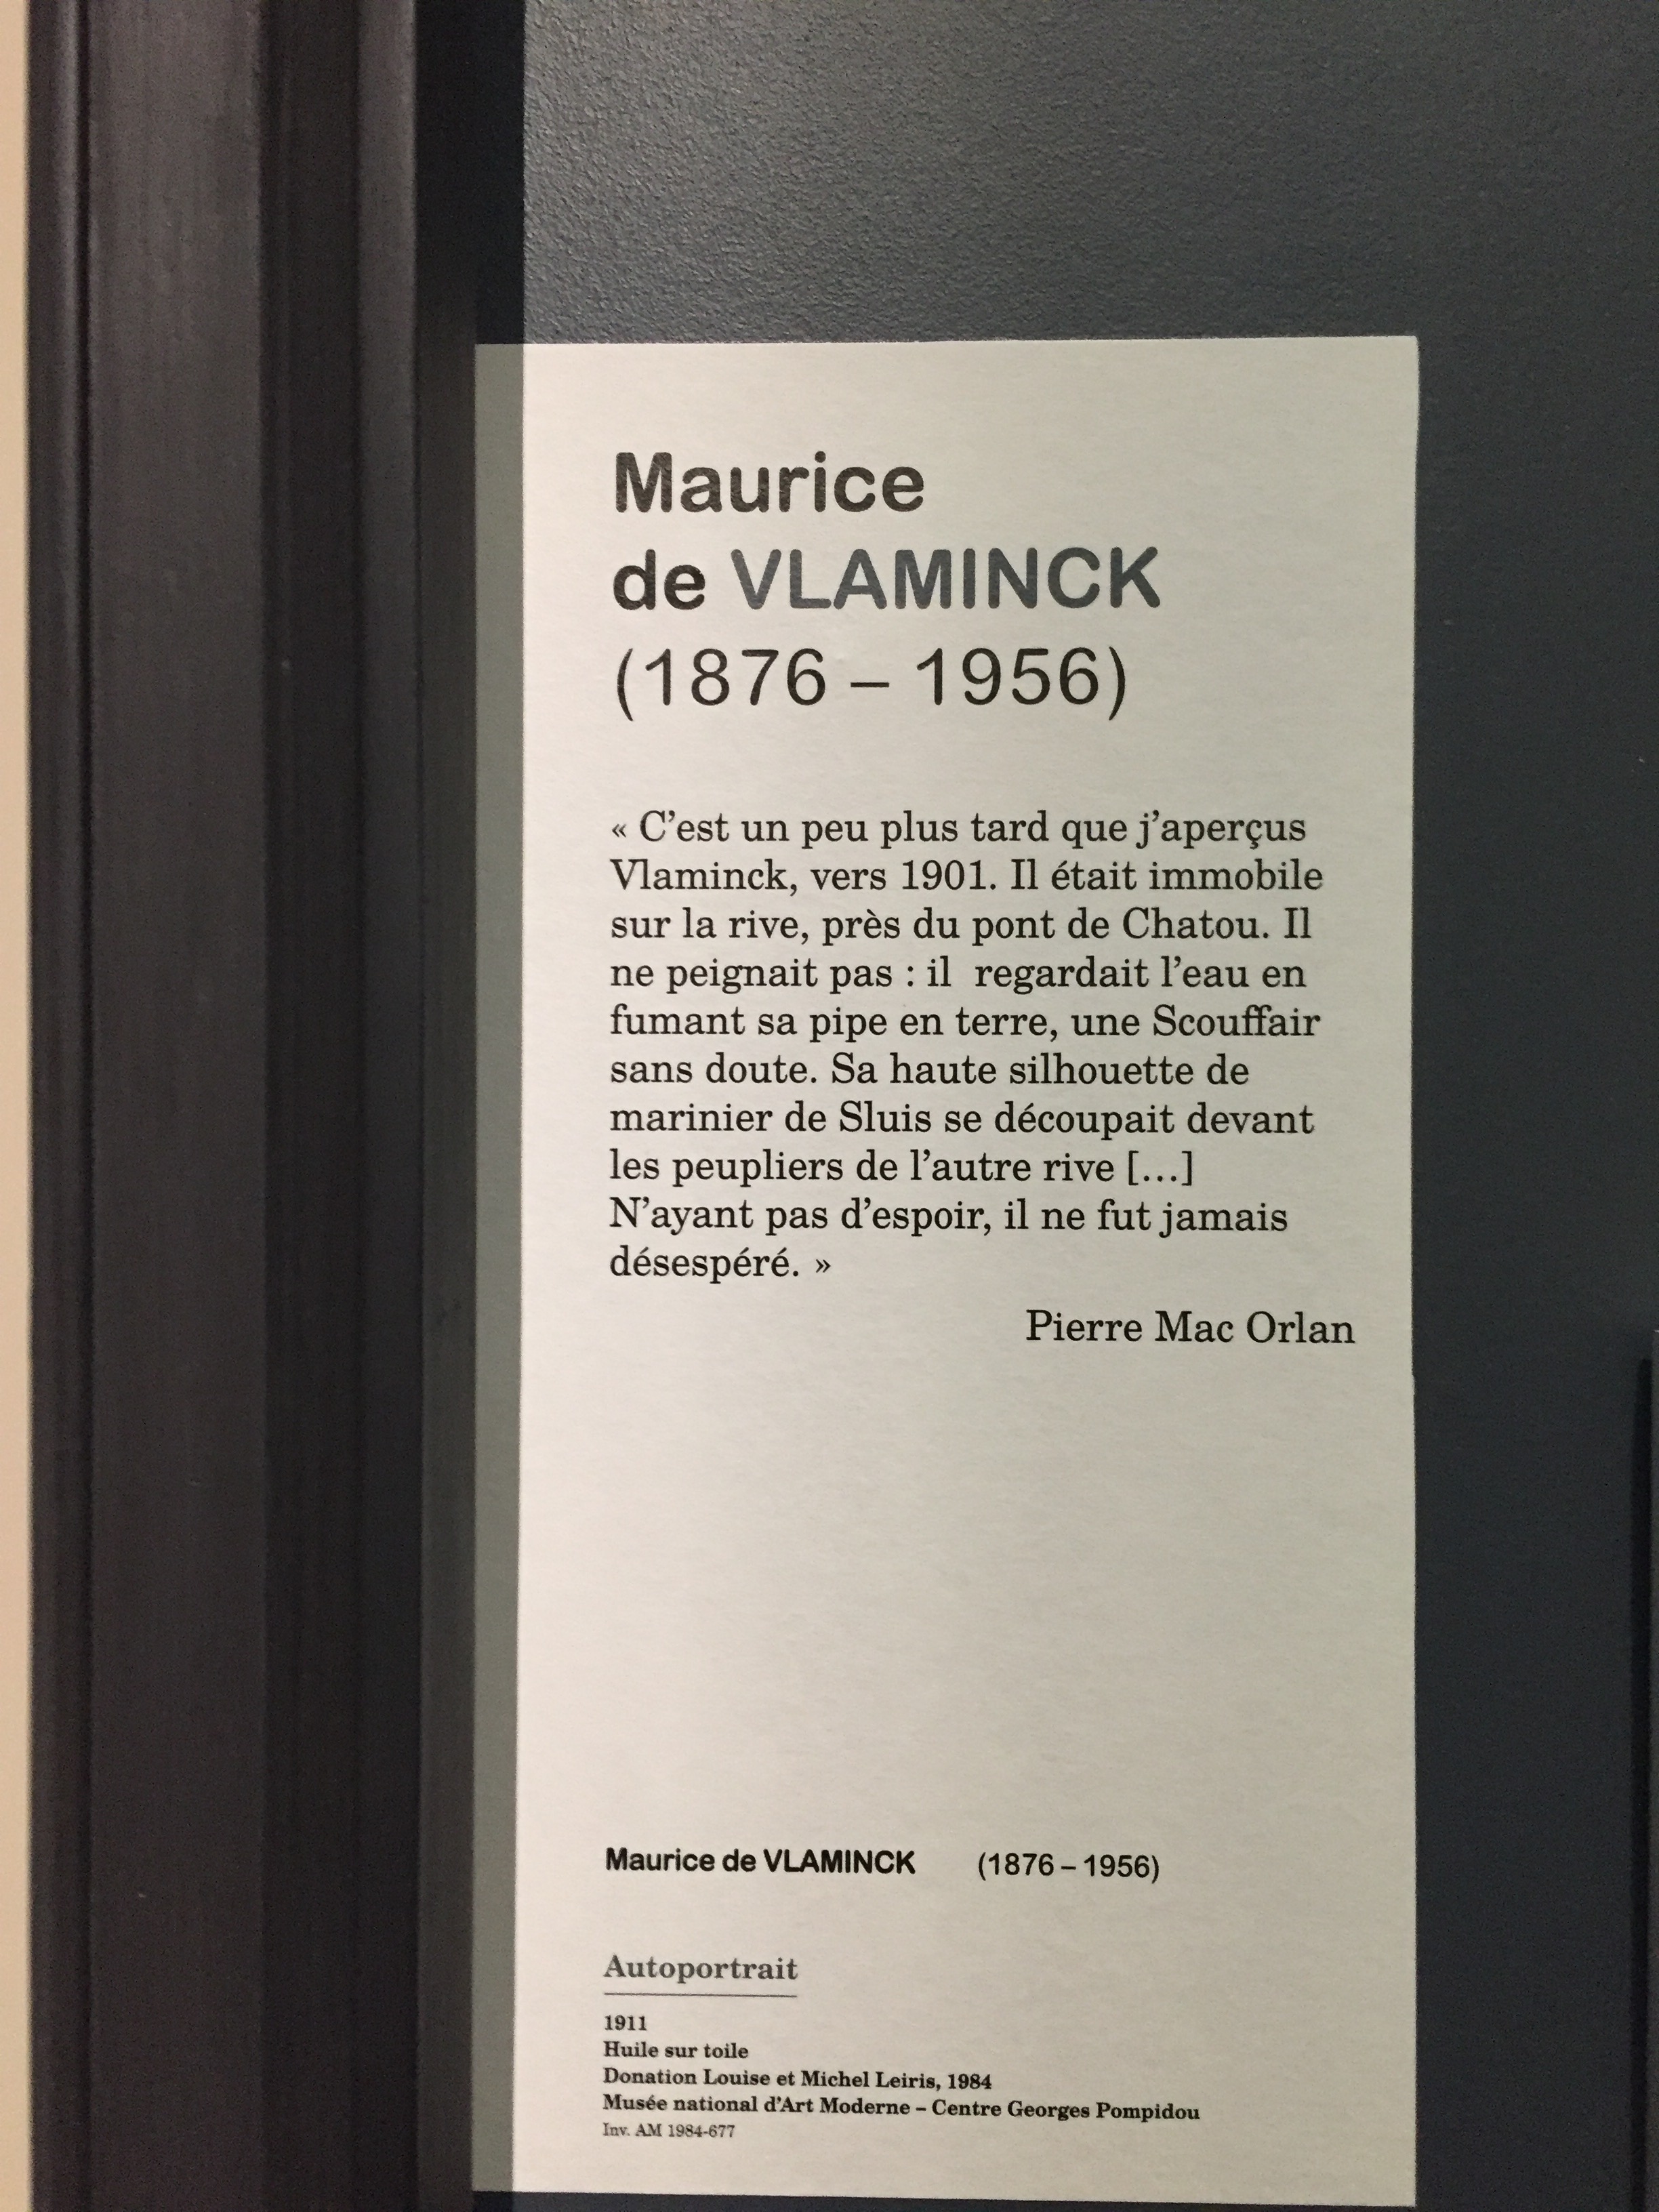 Maurice
de VLAMINCK
(1876 – 1956)
« C’est un peu plus tard que j’aperçus
Vlaminck, vers 1901. Il était immobile
sur la rive, près du pont de Chatou. Il
ne peignait pas : il  regardait l’eau en
fumant sa pipe en terre, une Scouffair
sans doute. Sa haute silhouette de
marinier de Sluis se découpait devant
les peupliers de l’autre rive [...]
N’ayant pas d’espoir, il ne fut jamais
désespéré. »
Pierre Mac Orlan
Maurice de VLAMINCK (1876 – 1956)
Autoportrait
1911
Huile sur toile
Donation Louise et Michel Leiris, 1984
Musée national d’Art Moderne – Centre Georges Pompidou
Inv. AM 1984-677